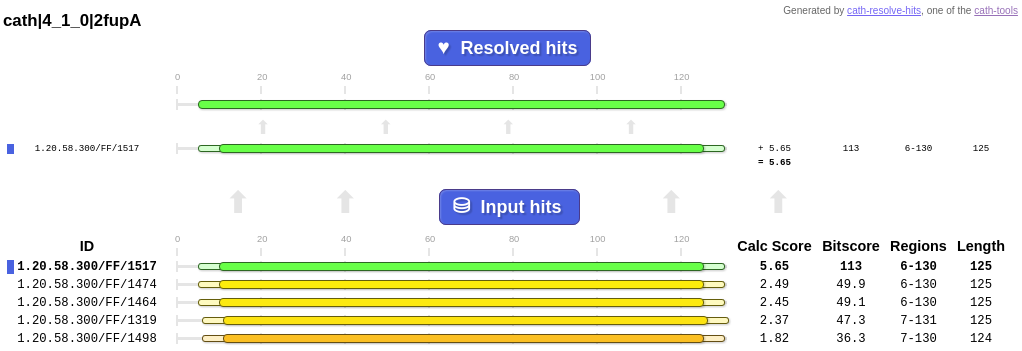 Generated by cath-resolve-hits, one of the cath-tools
cath|4_1_0|2fupA
Resolved hits
0 20 40 60 80 100 120
1.20.58.300/FF/1517 + 5.65 113 6-130 125
= 5.65
Input hits
0 20 40 60 80 100 120
ID Calc Score Bitscore Regions Length
1.20.58.300/FF/1517 5.65 113 6-130 125
1.20.58.300/FF/1474 2.49 49.9 6-130 125
1.20.58.300/FF/1464 2.45 49.1 6-130 125
1.20.58.300/FF/1319 2.37 47.3 7-131 125
1.20.58.300/FF/1498 1.82 36.3 7-130 124